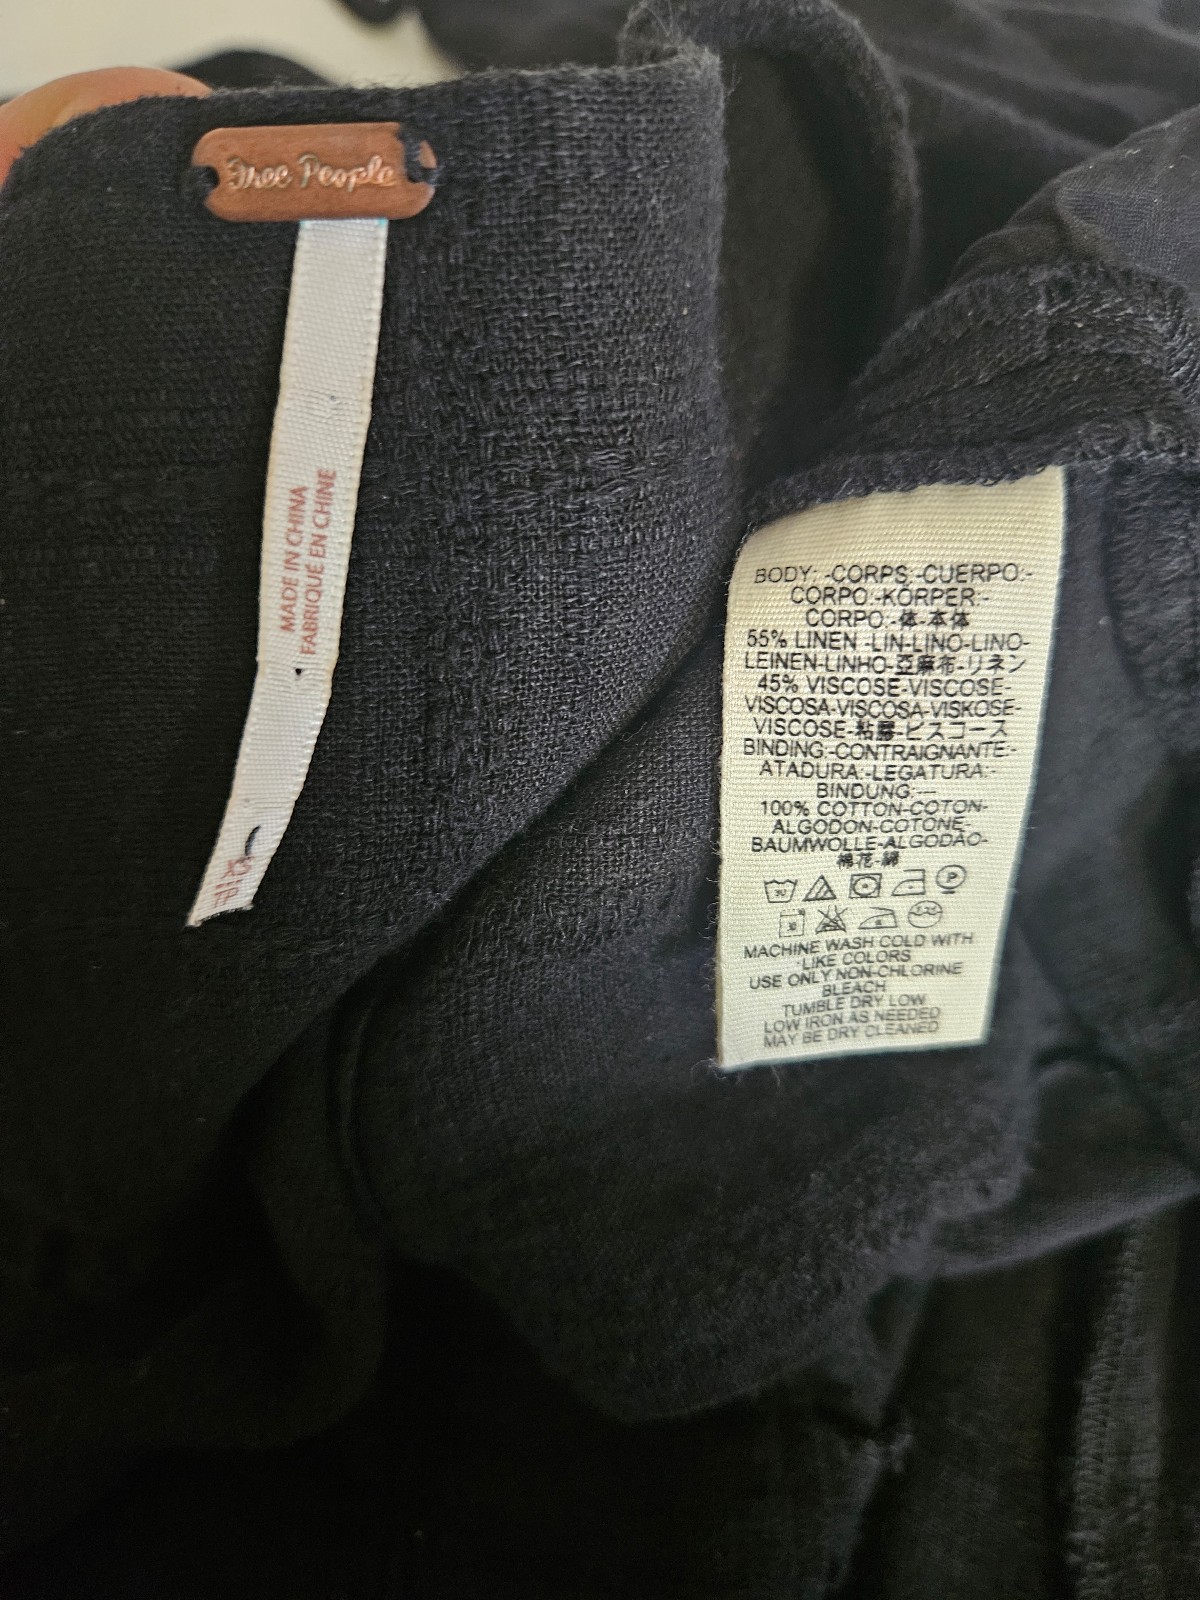 Free People
MADE IN CHINA
FABRIQUÉ EN CHINE
BODY: -CORPS -CUERPO:-
CORPO:-KÖRPER:-
CORPO:-体-本体
55% LINEN -LIN-LINO-LINO-
LEINEN-LINHO-亞麻布-リネン
45% VISCOSE-VISCOSE-
VISCOSA-VISCOSA-VISKOSE-
VISCOSE-粘膠-ビスコース
BINDING:-CONTRAIGNANTE:-
ATADURA:-LEGATURA:-
BINDUNG:---
100% COTTON-COTON-
ALGODON-COTONE-
BAUMWOLLE-ALGODAO-
棉花-綿
30
P
30
MACHINE WASH COLD WITH
LIKE COLORS
USE ONLY NON-CHLORINE
BLEACH
TUMBLE DRY LOW
LOW IRON AS NEEDED
MAY BE DRY CLEANED